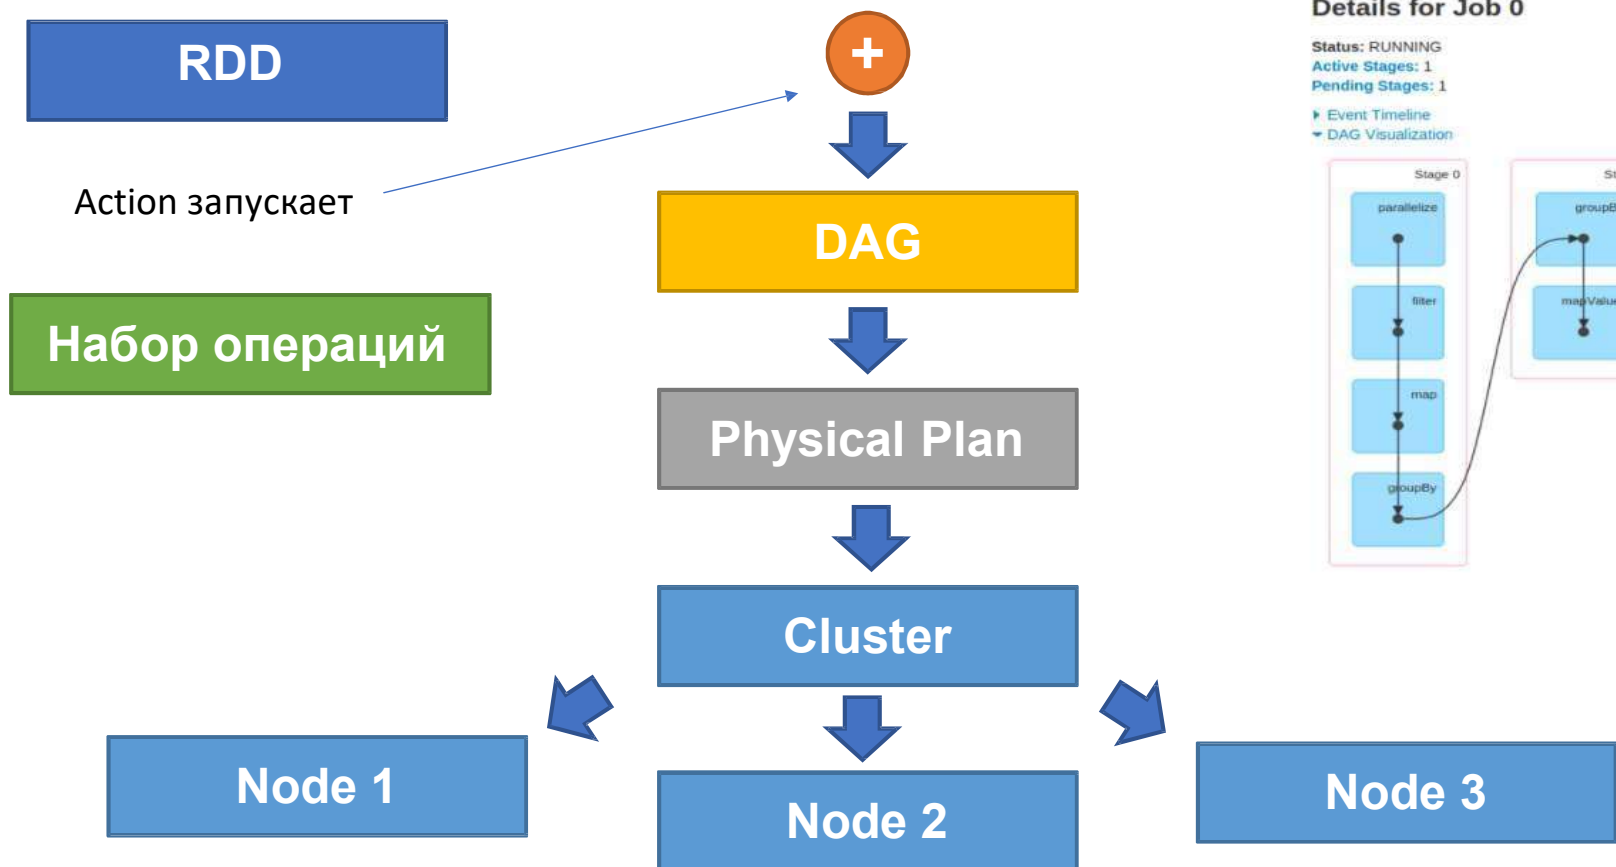 RDD
Action запускает
Набор операций
+
DAG
Physical Plan
Cluster
Node 1
Node 2
Node 3
Details for Job 0
Status: RUNNING
Active Stages: 1
Pending Stages: 1
Event Timeline
DAG Visualization
Stage 0
parallelize
filter
map
groupBy